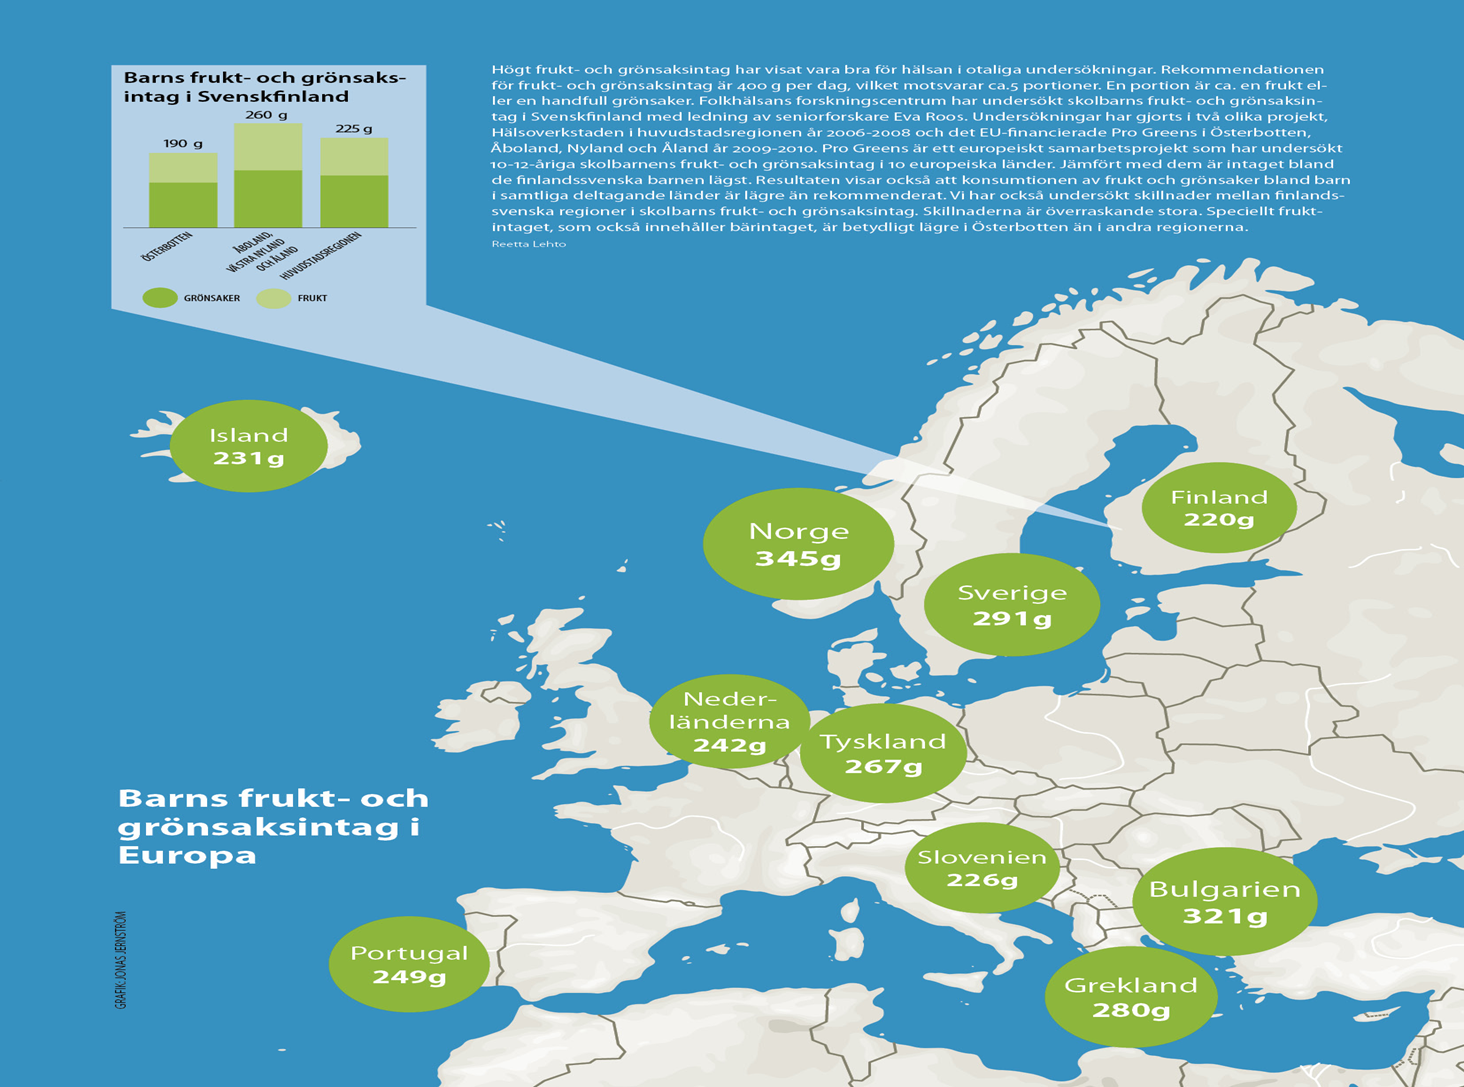 Barns frukt- och grönsaks-
intag i Svenskfinland
260 g
225 g
190 g
ÖSTERBOTTEN
ÅBOLAND,
VÄSTRA NYLAND
OCH ÅLAND
HUVUDSTADSREGIONEN
GRÖNSAKER
FRUKT
Högt frukt- och grönsaksintag har visat vara bra för hälsan i otaliga undersökningar. Rekommendationen
för frukt- och grönsaksintag är 400 g per dag, vilket motsvarar ca.5 portioner. En portion är ca. en frukt el-
ler en handfull grönsaker. Folkhälsans forskningscentrum har undersökt skolbarns frukt- och grönsaksin-
tag i Svenskfinland med ledning av seniorforskare Eva Roos. Undersökningar har gjorts i två olika projekt,
Hälsoverkstaden i huvudstadsregionen år 2006-2008 och det EU-financierade Pro Greens i Österbotten,
Åboland, Nyland och Åland år 2009-2010. Pro Greens är ett europeiskt samarbetsprojekt som har undersökt
10-12-åriga skolbarnens frukt- och grönsaksintag i 10 europeiska länder. Jämfört med dem är intaget bland
de finlandssvenska barnen lägst. Resultaten visar också att konsumtionen av frukt och grönsaker bland barn
i samtliga deltagande länder är lägre än rekommenderat. Vi har också undersökt skillnader mellan finlands-
svenska regioner i skolbarns frukt- och grönsaksintag. Skillnaderna är överraskande stora. Speciellt frukt-
intaget, som också innehåller bärintaget, är betydligt lägre i Österbotten än i andra regionerna.
Reetta Lehto
Island
231g
Finland
220g
Norge
345g
Sverige
291g
Neder-
länderna
242g
Tyskland
267g
Barns frukt- och
grönsaksintag i
Europa
Slovenien
226g
Bulgarien
321g
Portugal
249g
Grekland
280g
GRAFIK: JONAS JERNSTRÖM